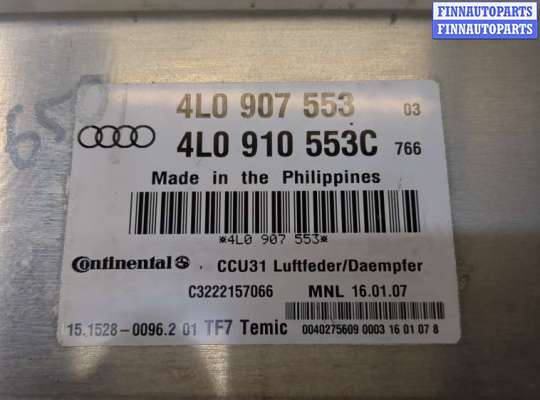 FINNAUTOPARTS
FINNAUTOPARTS
650
4L0 907 553 03
4L0 910 553C 766
Made in the Philippines
*4L0 907 553*
Continental CCU31 Luftfeder/Daempfer
C3222157066 MNL 16.01.07
15.1528-0096.2 01 TF7 Temic 0040275609 0003 16 01 07 8